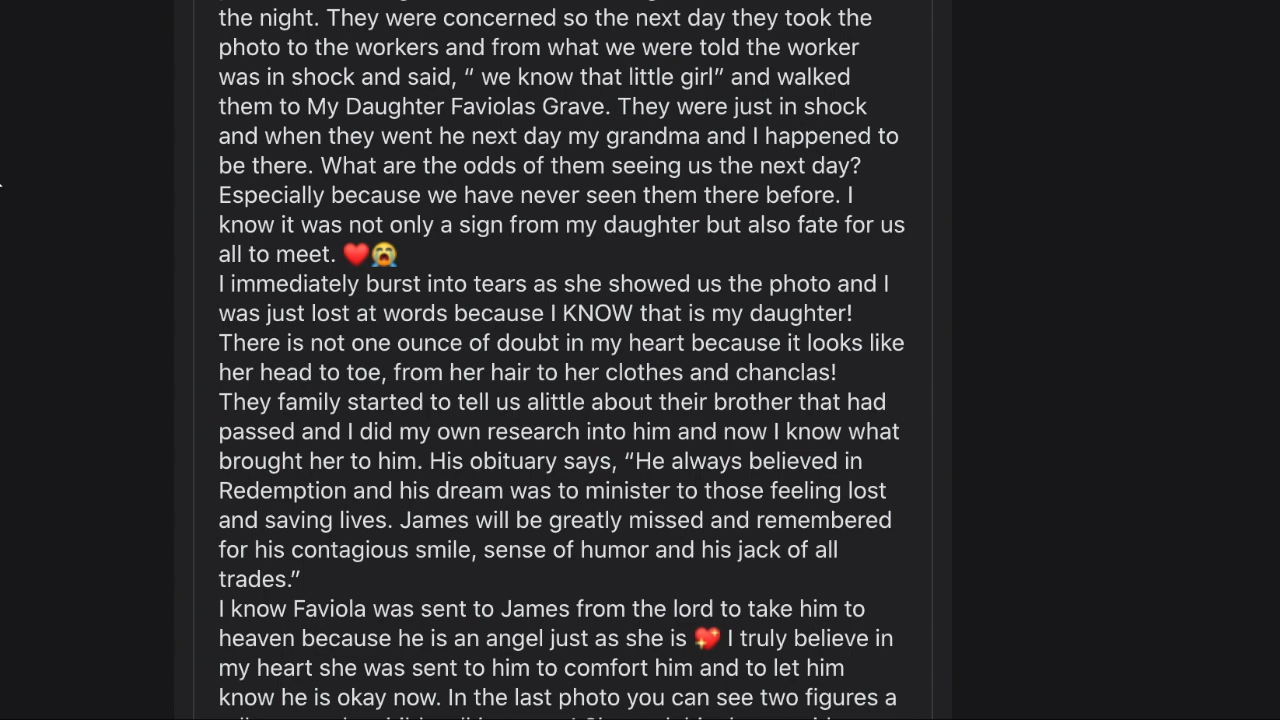 the night. They were concerned so the next day they took the
photo to the workers and from what we were told the worker
was in shock and said, “ we know that little girl” and walked
them to My Daughter Faviolas Grave. They were just in shock
and when they went he next day my grandma and I happened to
be there. What are the odds of them seeing us the next day?
Especially because we have never seen them there before. I
know it was not only a sign from my daughter but also fate for us
all to meet. ❤️😭
I immediately burst into tears as she showed us the photo and I
was just lost at words because I KNOW that is my daughter!
There is not one ounce of doubt in my heart because it looks like
her head to toe, from her hair to her clothes and chanclas!
They family started to tell us alittle about their brother that had
passed and I did my own research into him and now I know what
brought her to him. His obituary says, “He always believed in
Redemption and his dream was to minister to those feeling lost
and saving lives. James will be greatly missed and remembered
for his contagious smile, sense of humor and his jack of all
trades.”
I know Faviola was sent to James from the lord to take him to
heaven because he is an angel just as she is 💖 I truly believe in
my heart she was sent to him to comfort him and to let him
know he is okay now. In the last photo you can see two figures a